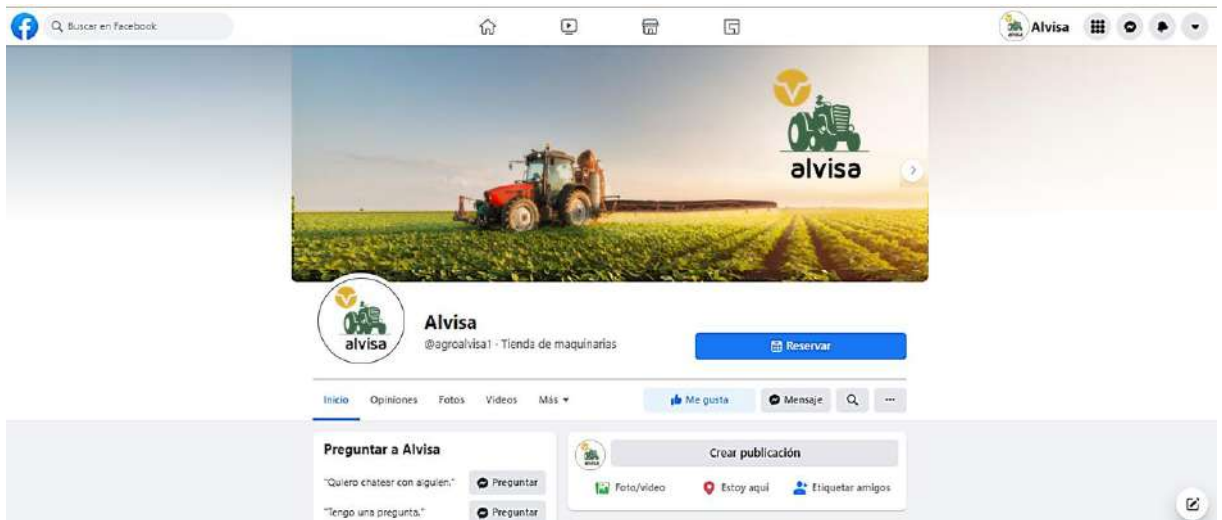 Buscar en Facebook
Alvisa
alvisa
alvisa
Alvisa
@agroalvisa1 · Tienda de maquinarias
Reservar
Inicio Opiniones Fotos Videos Más
Me gusta Mensaje
Preguntar a Alvisa
"Quiero chatear con alguien." Preguntar
"Tengo una pregunta." Preguntar
Crear publicación
Foto/video Estoy aquí Etiquetar amigos